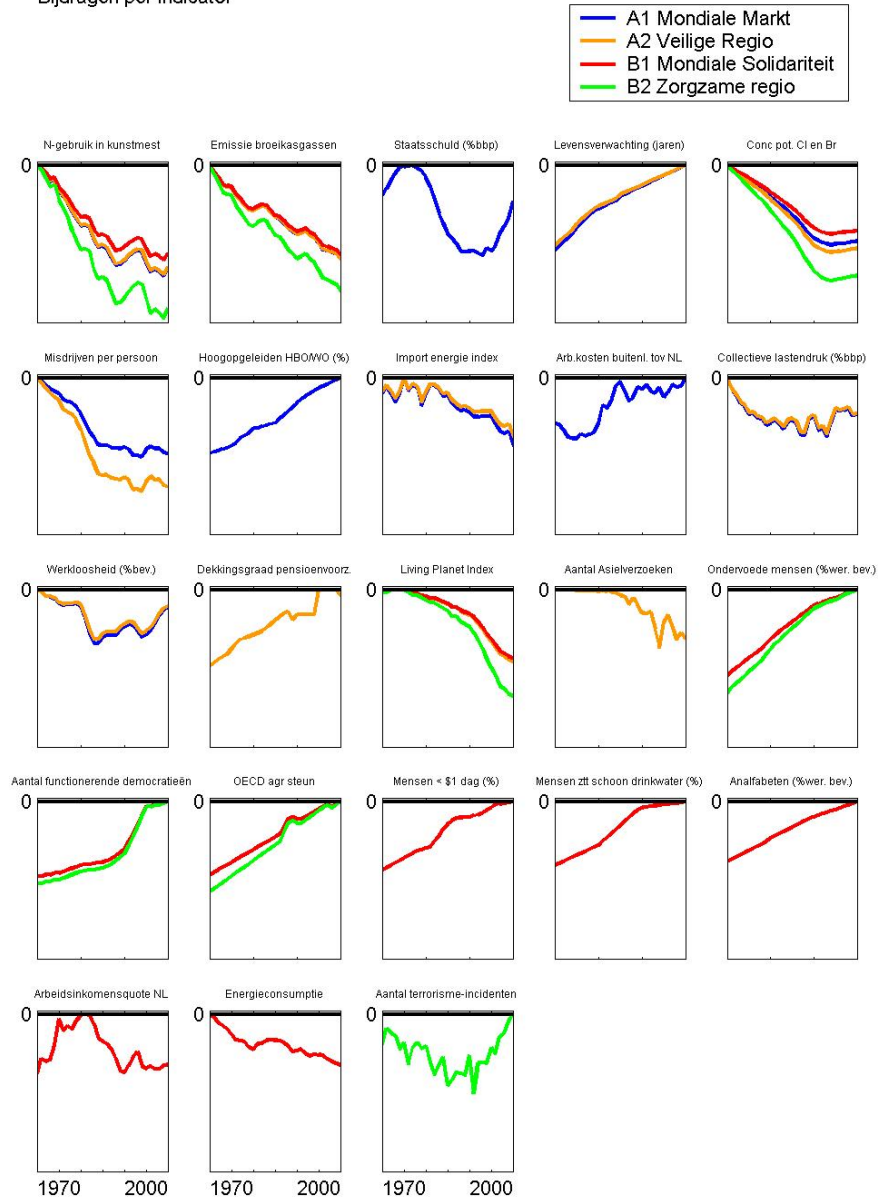 Bijdragen per indicator
A1 Mondiale Markt
A2 Veilige Regio
B1 Mondiale Solidariteit
B2 Zorgzame regio
N-gebruik in kunstmest
Emissie broeikasgassen
Staatsschuld (%bbp)
Levensverwachting (jaren)
Conc pot. Cl en Br
0
0
0
0
0
Misdrijven per persoon
Hoogopgeleiden HBO/WO (%)
Import energie index
Arb.kosten buitenl. tov NL
Collectieve lastendruk (%bbp)
0
0
0
0
0
Werkloosheid (%bev.)
Dekkingsgraad pensioenvoorz.
Living Planet Index
Aantal Asielverzoeken
Ondervoede mensen (%wer. bev.)
0
0
0
0
0
Aantal functionerende democratieën
OECD agr steun
Mensen < $1 dag (%)
Mensen ztt schoon drinkwater (%)
Analfabeten (%wer. bev.)
0
0
0
0
0
Arbeidsinkomensquote NL
Energieconsumptie
Aantal terrorisme-incidenten
0
0
0
1970 2000
1970 2000
1970 2000